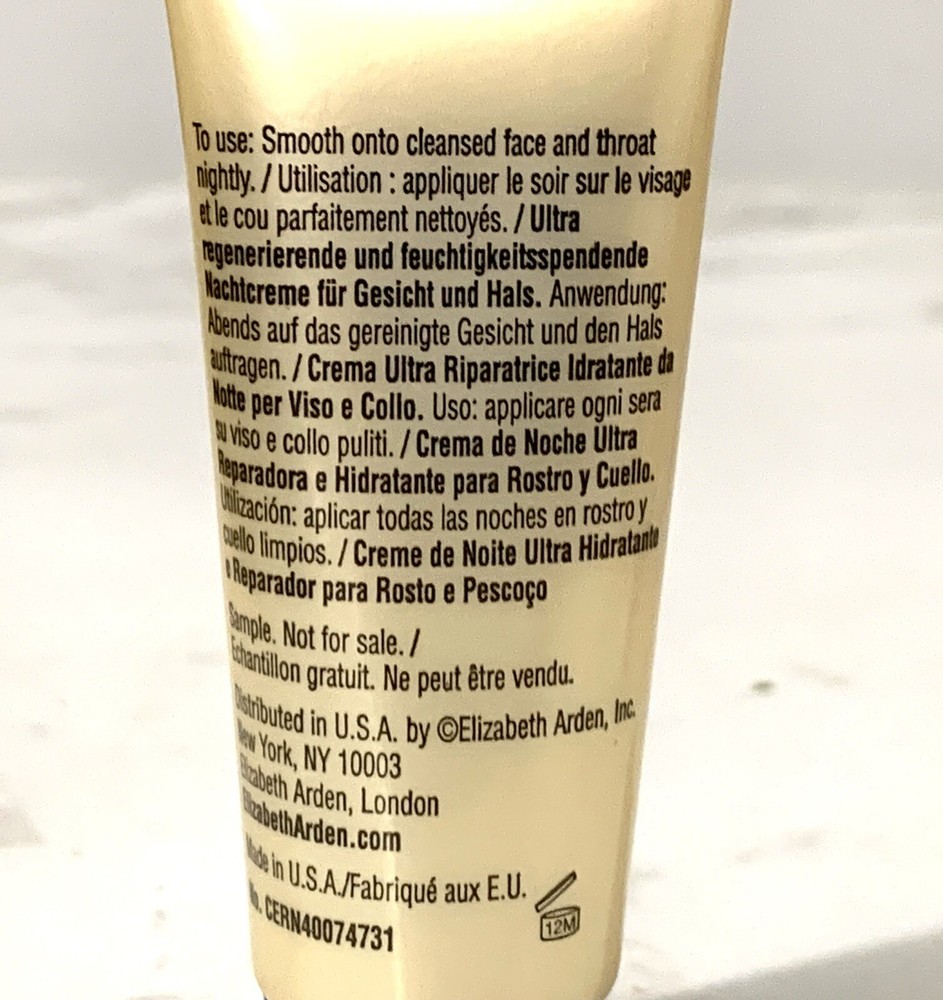 To use: Smooth onto cleansed face and throat
nightly. / Utilisation : appliquer le soir sur le visage
et le cou parfaitement nettoyés. / Ultra
regenerierende und feuchtigkeitsspendende
Nachtcreme für Gesicht und Hals. Anwendung:
Abends auf das gereinigte Gesicht und den Hals
auftragen. / Crema Ultra Riparatrice Idratante da
Notte per Viso e Collo. Uso: applicare ogni sera
su viso e collo puliti. / Crema de Noche Ultra
Reparadora e Hidratante para Rostro y Cuello.
Utilización: aplicar todas las noches en rostro y
cuello limpios. / Creme de Noite Ultra Hidratante
e Reparador para Rosto e Pescoço
Sample. Not for sale. /
Échantillon gratuit. Ne peut être vendu.
Distributed in U.S.A. by ©Elizabeth Arden, Inc.
New York, NY 10003
Elizabeth Arden, London
ElizabethArden.com
Made in U.S.A./Fabriqué aux E.U.
No. CERN40074731
12M